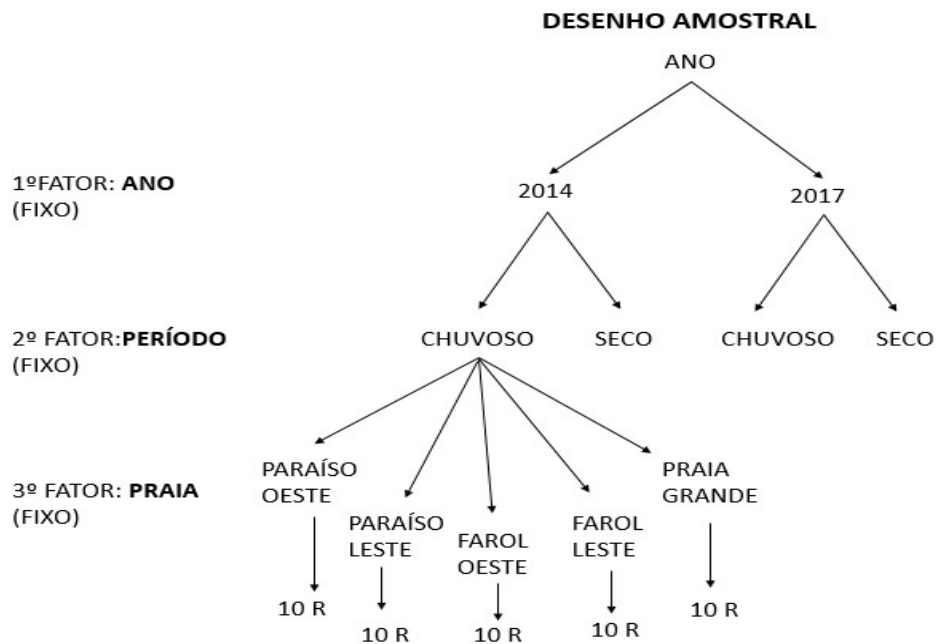 DESENHO AMOSTRAL
ANO
1ºFATOR: ANO
(FIXO)
2014
2017
2º FATOR:PERÍODO
(FIXO)
CHUVOSO
SECO
CHUVOSO
SECO
3º FATOR: PRAIA
(FIXO)
PARAÍSO
OESTE
PARAÍSO
LESTE
FAROL
OESTE
FAROL
LESTE
PRAIA
GRANDE
10 R
10 R
10 R
10 R
10 R